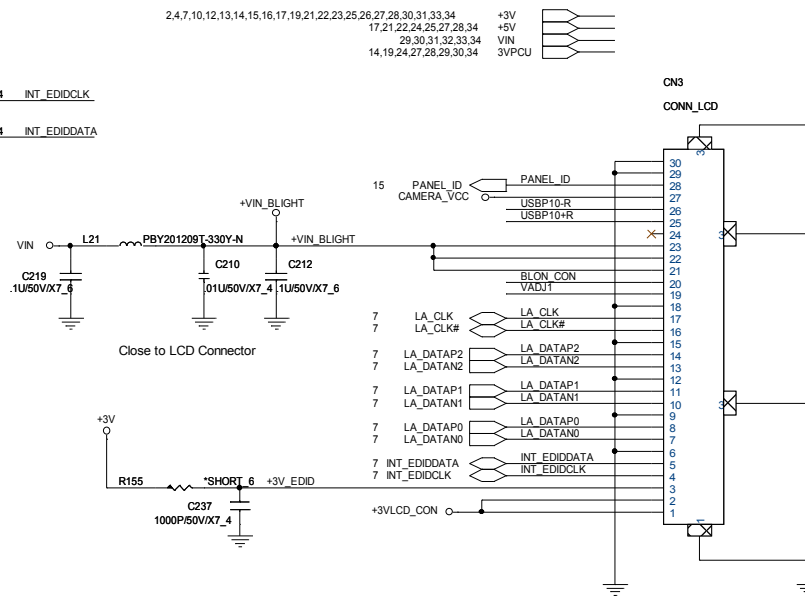 2,4,7,10,12,13,14,15,16,17,19,21,22,23,25,26,27,28,30,31,33,34 +3V
17,21,22,24,25,27,28,34 +5V
29,30,31,32,33,34 VIN
14,19,24,27,28,29,30,34 3VPCU
CN3
4 INT_EDIDCLK
CONN_LCD
4 INT_EDIDDATA
3
30
29
15 PANEL_ID PANEL_ID 28
CAMERA_VCC 27
USBP10-R 26
USBP10+R 25
24 3
+VIN_BLIGHT
VIN L21 PBY201209T-330Y-N +VIN_BLIGHT 23
22
21
C219 C210 C212
.1U/50V/X7_6 .01U/50V/X7_4 .1U/50V/X7_6
BLON_CON 20
VADJ1 19
18
7 LA_CLK LA_CLK 17
7 LA_CLK# LA_CLK# 16
15
Close to LCD Connector
7 LA_DATAP2 LA_DATAP2 14
7 LA_DATAN2 LA_DATAN2 13
12
7 LA_DATAP1 LA_DATAP1 11
7 LA_DATAN1 LA_DATAN1 10 3
9
+3V
7 LA_DATAP0 LA_DATAP0 8
7 LA_DATAN0 LA_DATAN0 7
6
7 INT_EDIDDATA INT_EDIDDATA 5
7 INT_EDIDCLK INT_EDIDCLK 4
R155 *SHORT_6 +3V_EDID 3
2
C237
1000P/50V/X7_4
+3VLCD_CON 1
1